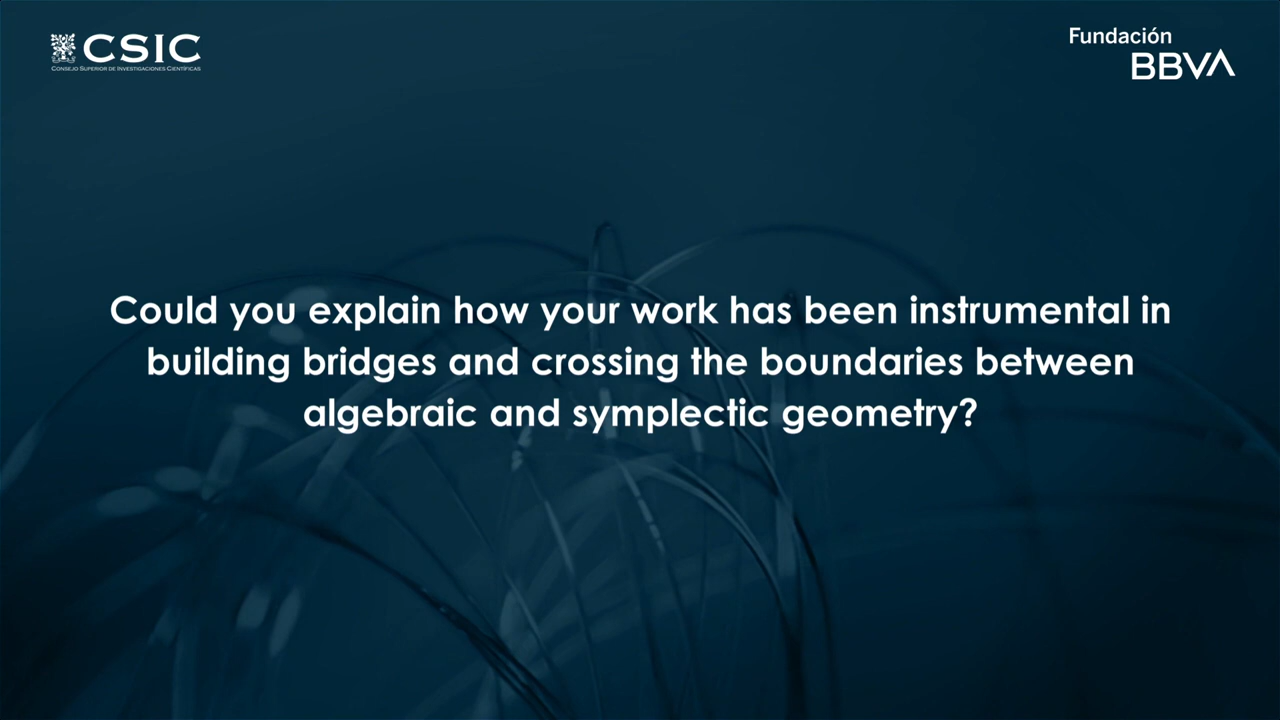 CSIC
CONSEJO SUPERIOR DE INVESTIGACIONES CIENTÍFICAS
Fundación
BBVA
Could you explain how your work has been instrumental in
building bridges and crossing the boundaries between
algebraic and symplectic geometry?